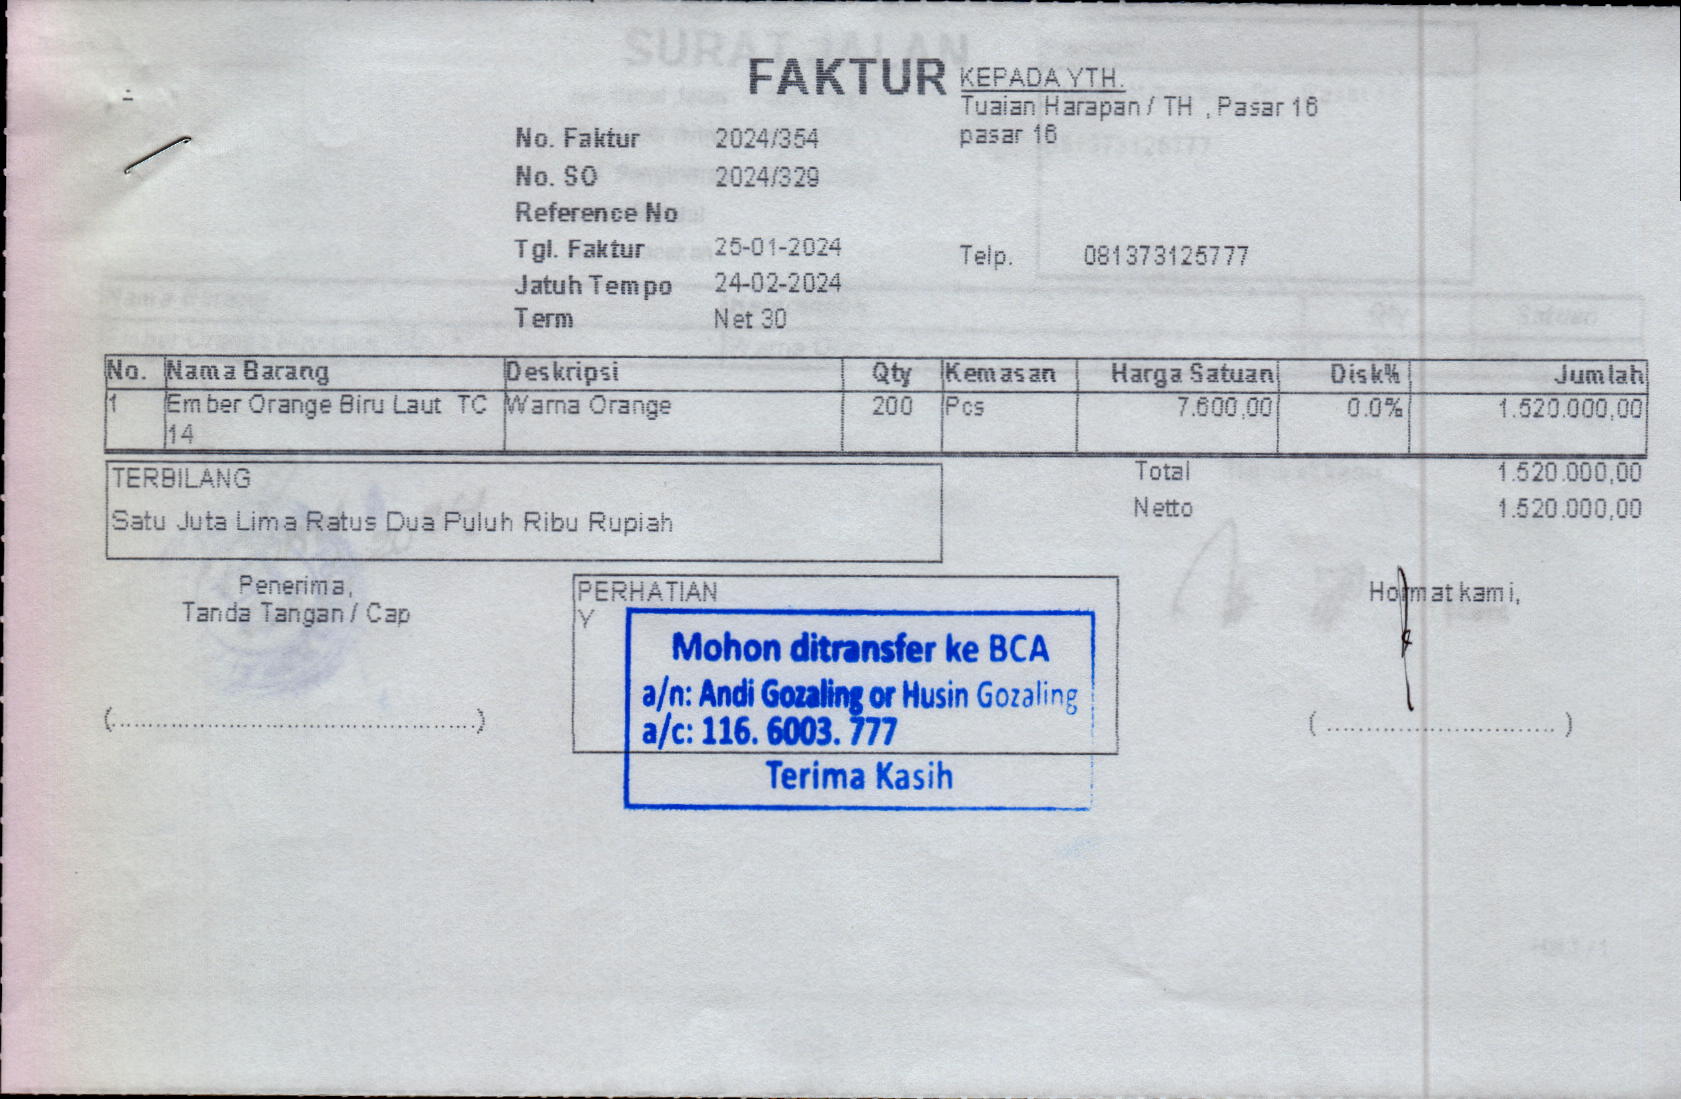 FAKTUR
KEPADA YTH.
Tuaian Harapan / TH , Pasar 16
pasar 16
No. Faktur 2024/354
No. SO 2024/329
Reference No
Tgl. Faktur 25-01-2024
Telp. 081373125777
Jatuh Tempo 24-02-2024
Term Net 30
No. Nama Barang Deskripsi Qty Kemasan Harga Satuan Disk% Jumlah
1 Ember Orange Biru Laut TC Warna Orange 200 Pcs 7.600,00 0.0% 1.520.000,00
14
TERBILANG
Satu Juta Lima Ratus Dua Puluh Ribu Rupiah
Total 1.520.000,00
Netto 1.520.000,00
Penerima,
Tanda Tangan / Cap
(..................................................)
PERHATIAN
Y
Mohon ditransfer ke BCA
a/n: Andi Gozaling or Husin Gozaling
a/c: 116. 6003. 777
Terima Kasih
Hormat kami,
( ............................... )
SURAT JALAN